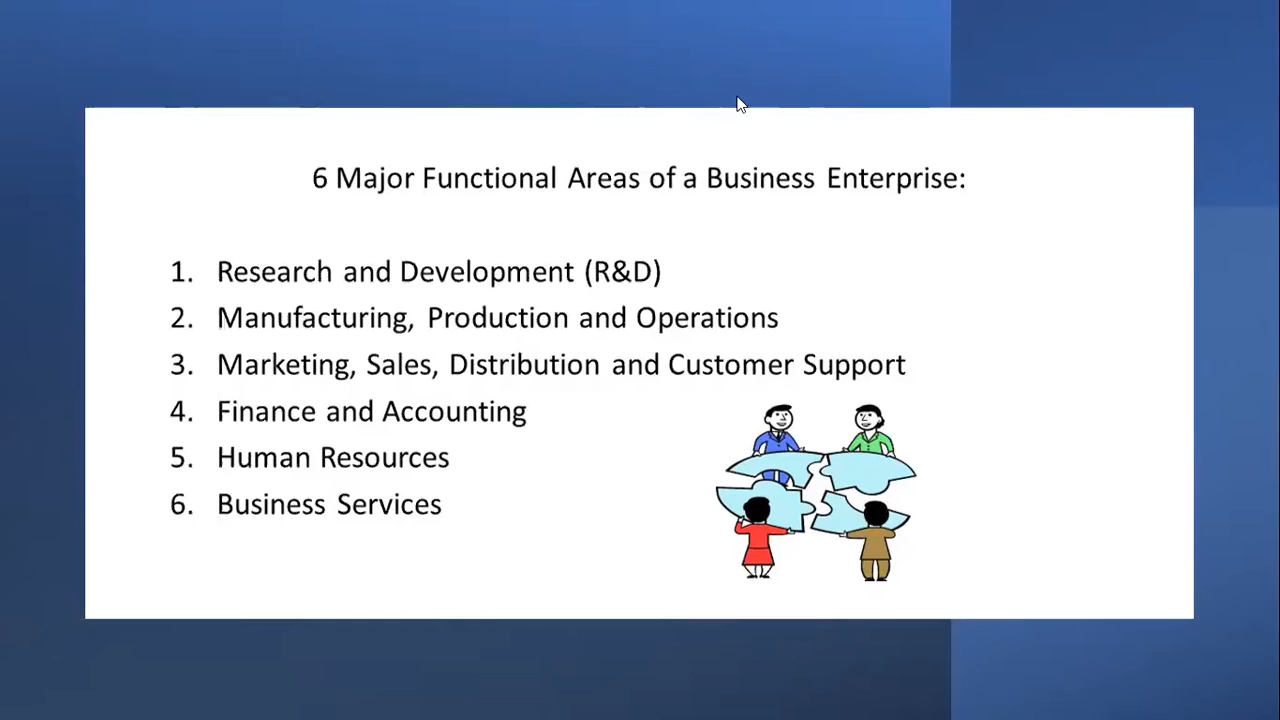 6 Major Functional Areas of a Business Enterprise:
1. Research and Development (R&D)
2. Manufacturing, Production and Operations
3. Marketing, Sales, Distribution and Customer Support
4. Finance and Accounting
5. Human Resources
6. Business Services